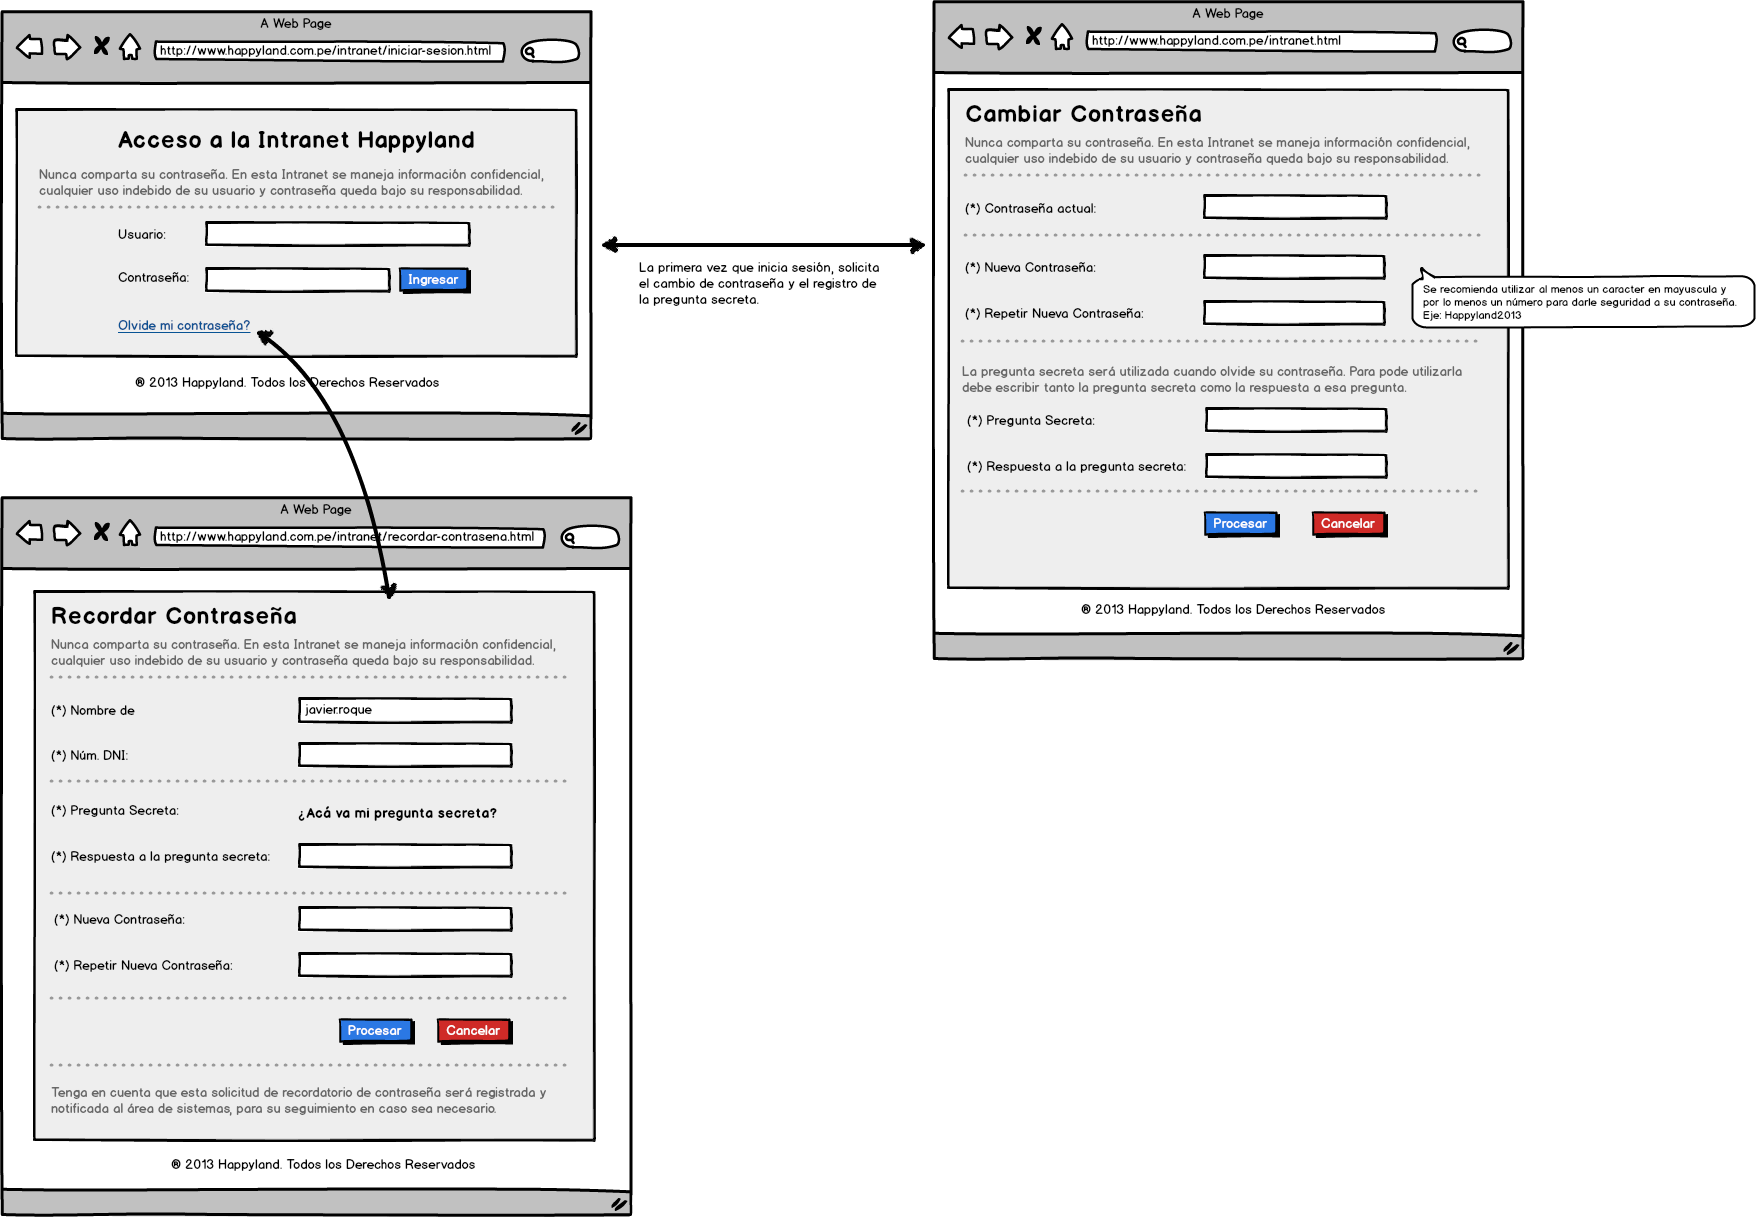 A Web Page
http://www.happyland.com.pe/intranet/iniciar-sesion.html
Acceso a la Intranet Happyland
Nunca comparta su contraseña. En esta Intranet se maneja información confidencial,
cualquier uso indebido de su usuario y contraseña queda bajo su responsabilidad.
Usuario:
Contraseña:
Ingresar
Olvide mi contraseña?
® 2013 Happyland. Todos los Derechos Reservados
La primera vez que inicia sesión, solicita
el cambio de contraseña y el registro de
la pregunta secreta.
A Web Page
http://www.happyland.com.pe/intranet.html
Cambiar Contraseña
Nunca comparta su contraseña. En esta Intranet se maneja información confidencial,
cualquier uso indebido de su usuario y contraseña queda bajo su responsabilidad.
(*) Contraseña actual:
(*) Nueva Contraseña:
(*) Repetir Nueva Contraseña:
Se recomienda utilizar al menos un caracter en mayuscula y
por lo menos un número para darle seguridad a su contraseña.
Eje: Happyland2013
La pregunta secreta será utilizada cuando olvide su contraseña. Para pode utilizarla
debe escribir tanto la pregunta secreta como la respuesta a esa pregunta.
(*) Pregunta Secreta:
(*) Respuesta a la pregunta secreta:
Procesar
Cancelar
® 2013 Happyland. Todos los Derechos Reservados
A Web Page
http://www.happyland.com.pe/intranet/recordar-contrasena.html
Recordar Contraseña
Nunca comparta su contraseña. En esta Intranet se maneja información confidencial,
cualquier uso indebido de su usuario y contraseña queda bajo su responsabilidad.
(*) Nombre de
javier.roque
(*) Núm. DNI:
(*) Pregunta Secreta:
¿Acá va mi pregunta secreta?
(*) Respuesta a la pregunta secreta:
(*) Nueva Contraseña:
(*) Repetir Nueva Contraseña:
Procesar
Cancelar
Tenga en cuenta que esta solicitud de recordatorio de contraseña será registrada y
notificada al área de sistemas, para su seguimiento en caso sea necesario.
® 2013 Happyland. Todos los Derechos Reservados